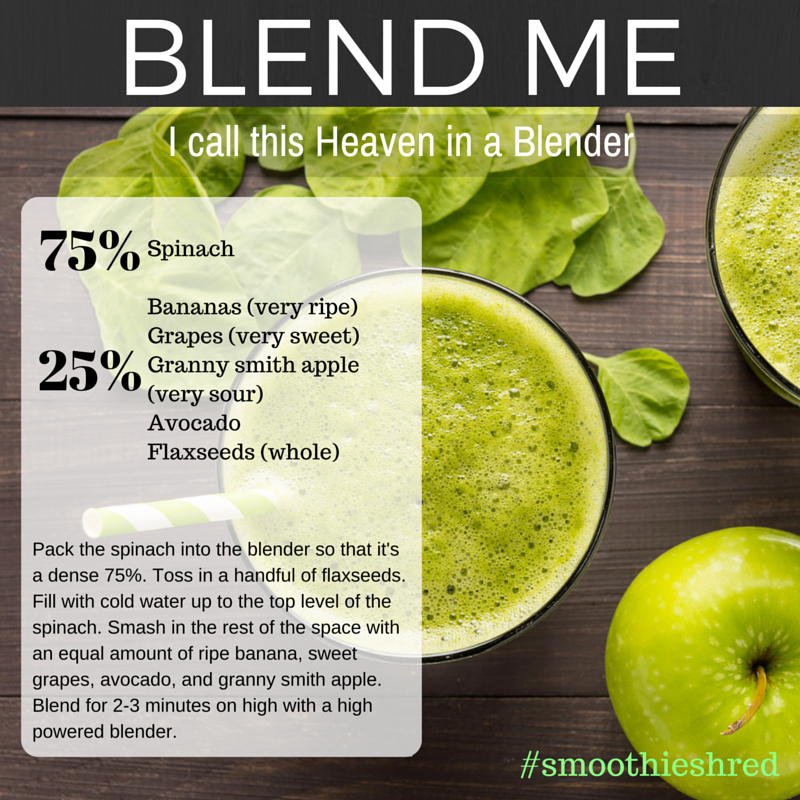 BLEND ME
I call this Heaven in a Blender
75% Spinach
Bananas (very ripe)
Grapes (very sweet)
25% Granny smith apple
(very sour)
Avocado
Flaxseeds (whole)
Pack the spinach into the blender so that it's
a dense 75%. Toss in a handful of flaxseeds.
Fill with cold water up to the top level of the
spinach. Smash in the rest of the space with
an equal amount of ripe banana, sweet
grapes, avocado, and granny smith apple.
Blend for 2-3 minutes on high with a high
powered blender.
#smoothieshred